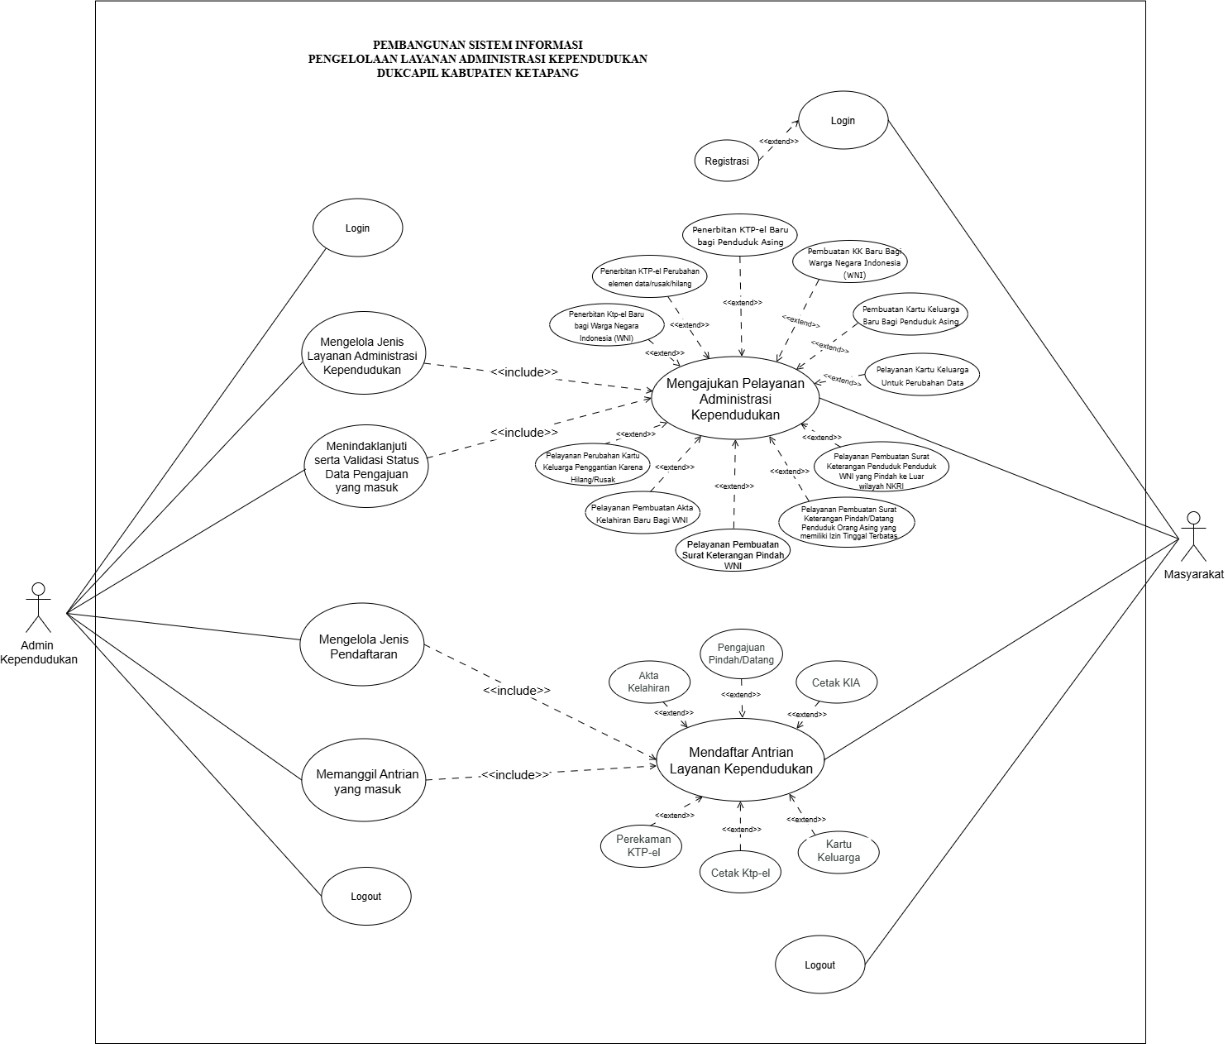 PEMBANGUNAN SISTEM INFORMASI
PENGELOLAAN LAYANAN ADMINISTRASI KEPENDUDUKAN
DUKCAPIL KABUPATEN KETAPANG
Login
<<extend>>
Registrasi
Login
Penerbitan KTP-el Baru
bagi Penduduk Asing
Pembuatan KK Baru Bagi
Warga Negara Indonesia
(WNI)
Penerbitan KTP-el Perubahan
elemen data/rusak/hilang
<<extend>>
Penerbitan Ktp-el Baru
bagi Warga Negara
Indonesia (WNI)
<<extend>>
<<extend>>
Pembuatan Kartu Keluarga
Baru Bagi Penduduk Asing
<<extend>>
<<extend>>
Pelayanan Kartu Keluarga
Untuk Perubahan Data
<<extend>>
Mengelola Jenis
Layanan Administrasi
Kependudukan
<<include>>
Mengajukan Pelayanan
Administrasi
Kependudukan
Menindaklanjuti
serta Validasi Status
Data Pengajuan
yang masuk
<<include>>
<<extend>>
<<extend>>
Pelayanan Perubahan Kartu
Keluarga Penggantian Karena
Hilang/Rusak
<<extend>>
<<extend>>
<<extend>>
Pelayanan Pembuatan Surat
Keterangan Penduduk Penduduk
WNI yang Pindah ke Luar
wilayah NKRI
Pelayanan Pembuatan Akta
Kelahiran Baru Bagi WNI
Pelayanan Pembuatan Surat
Keterangan Pindah/Datang
Penduduk Orang Asing yang
memiliki Izin Tinggal Terbatas
Pelayanan Pembuatan
Surat Keterangan Pindah
WNI
Masyarakat
Admin
Kependudukan
Mengelola Jenis
Pendaftaran
<<include>>
Pengajuan
Pindah/Datang
Akta
Kelahiran
Cetak KIA
<<extend>>
<<extend>>
<<extend>>
Mendaftar Antrian
Layanan Kependudukan
Memanggil Antrian
yang masuk
<<include>>
<<extend>>
<<extend>>
<<extend>>
Perekaman
KTP-el
Cetak Ktp-el
Kartu
Keluarga
Logout
Logout